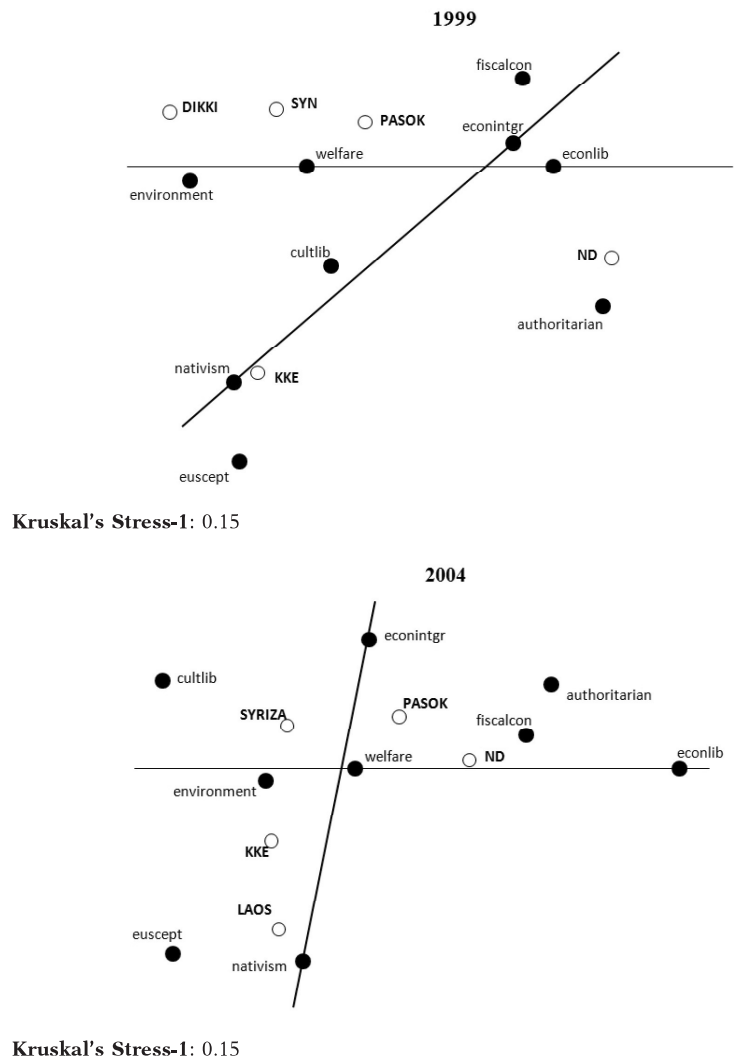 1999
fiscalcon
DIKKI
SYN
PASOK
econintgr
welfare
econlib
environment
cultlib
ND
authoritarian
nativism
KKE
euscept
Kruskal's Stress-1: 0.15
2004
econintgr
cultlib
authoritarian
SYRIZA
PASOK
fiscalcon
welfare
ND
econlib
environment
KKE
LAOS
euscept
nativism
Kruskal's Stress-1: 0.15